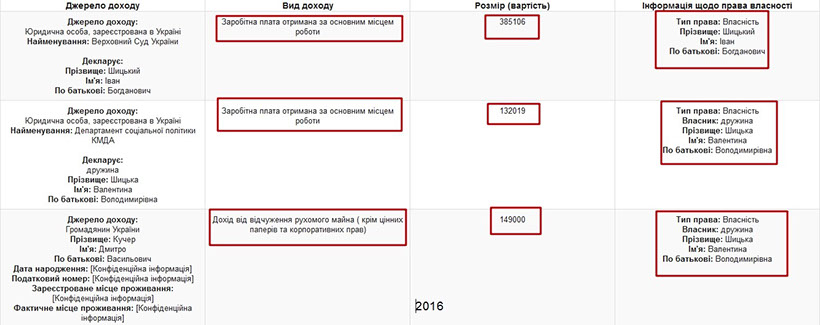 Джерело доходу
Вид доходу
Розмір (вартість)
Інформація щодо права власності
Джерело доходу:
Юридична особа, зареєстрована в Україні
Найменування: Верховний Суд України
Декларує:
Прізвище: Шицький
Ім'я: Іван
По батькові: Богданович
Заробітна плата отримана за основним місцем
роботи
385106
Тип права: Власність
Прізвище: Шицький
Ім'я: Іван
По батькові: Богданович
Джерело доходу:
Юридична особа, зареєстрована в Україні
Найменування: Департамент соціальної політики
КМДА
Декларує:
дружина
Прізвище: Шицька
Ім'я: Валентина
По батькові: Володимирівна
Заробітна плата отримана за основним місцем
роботи
132019
Тип права: Власність
Власник: дружина
Прізвище: Шицька
Ім'я: Валентина
По батькові: Володимирівна
Джерело доходу:
Громадянин України
Прізвище: Кучер
Ім'я: Дмитро
По батькові: Васильович
Дата народження: [Конфіденційна інформація]
Податковий номер: [Конфіденційна інформація]
Зареєстроване місце проживання:
[Конфіденційна інформація]
Фактичне місце проживання: [Конфіденційна
інформація]
Дохід від відчуження рухомого майна ( крім цінних
паперів та корпоративних прав)
149000
Тип права: Власність
Власник: дружина
Прізвище: Шицька
Ім'я: Валентина
По батькові: Володимирівна
2016